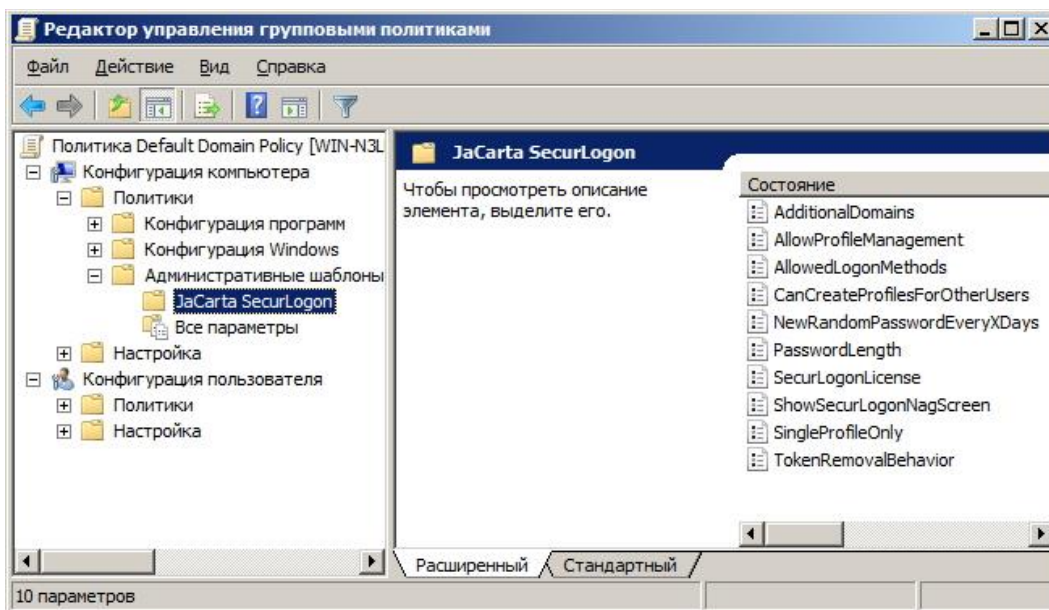 Редактор управления групповыми политиками
Файл Действие Вид Справка
Политика Default Domain Policy [WIN-N3L
Конфигурация компьютера
Политики
Конфигурация программ
Конфигурация Windows
Административные шаблоны
JaCarta SecurLogon
Все параметры
Настройка
Конфигурация пользователя
Политики
Настройка
JaCarta SecurLogon
Чтобы просмотреть описание
элемента, выделите его.
Состояние
AdditionalDomains
AllowProfileManagement
AllowedLogonMethods
CanCreateProfilesForOtherUsers
NewRandomPasswordEveryXDays
PasswordLength
SecurLogonLicense
ShowSecurLogonNagScreen
SingleProfileOnly
TokenRemovalBehavior
Расширенный Стандартный
10 параметров